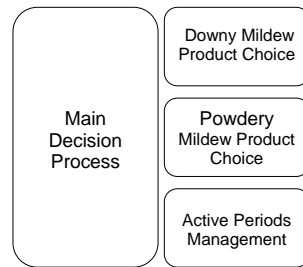 Main
Decision
Process
Downy Mildew
Product Choice
Powdery
Mildew Product
Choice
Active Periods
Management